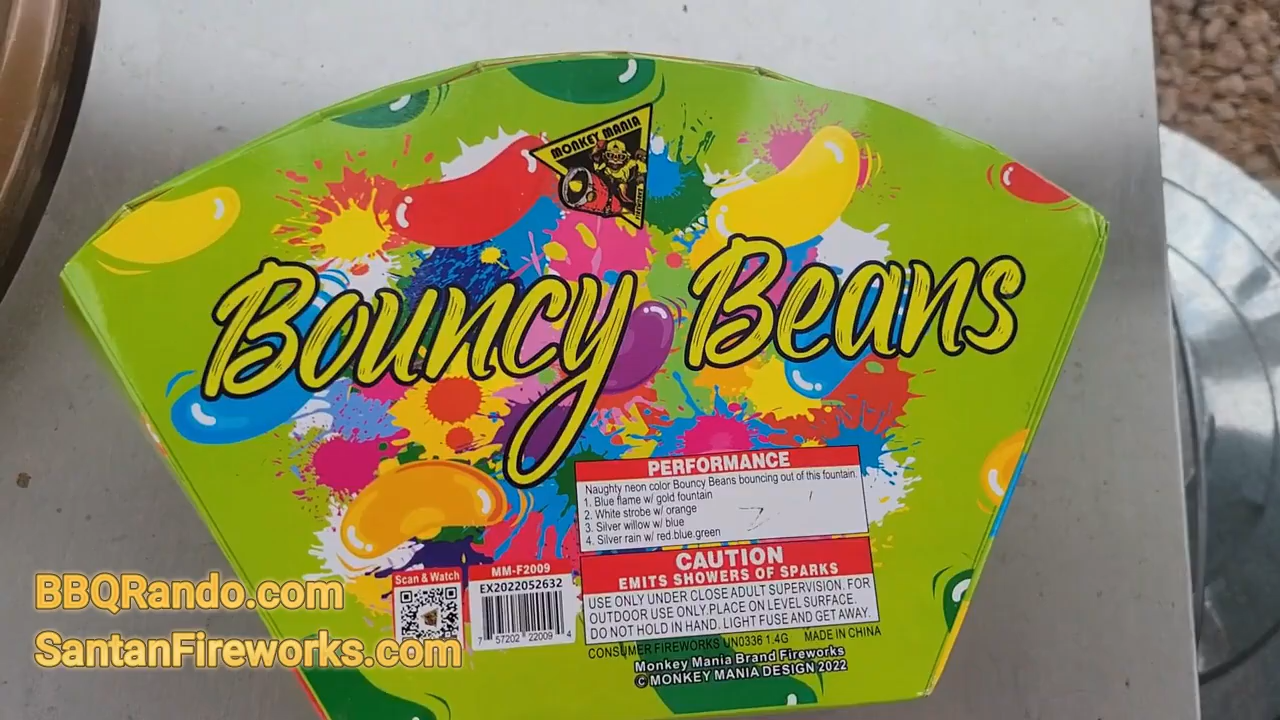 MONKEY MANIA
Bouncy Beans
PERFORMANCE
Naughty neon color Bouncy Beans bouncing out of this fountain.
1. Blue flame w/ gold fountain
2. White strobe w/ orange
3. Silver willow w/ blue
4. Silver rain w/ red.blue.green
CAUTION
EMITS SHOWERS OF SPARKS
USE ONLY UNDER CLOSE ADULT SUPERVISION. FOR
OUTDOOR USE ONLY.PLACE ON LEVEL SURFACE.
DO NOT HOLD IN HAND. LIGHT FUSE AND GET AWAY.
CONSUMER FIREWORKS UN0336 1.4G MADE IN CHINA
Monkey Mania Brand Fireworks
© MONKEY MANIA DESIGN 2022
Scan & Watch
MM-F2009
EX2022052632
7 57202 22009 4
BBQRando.com
SantanFireworks.com